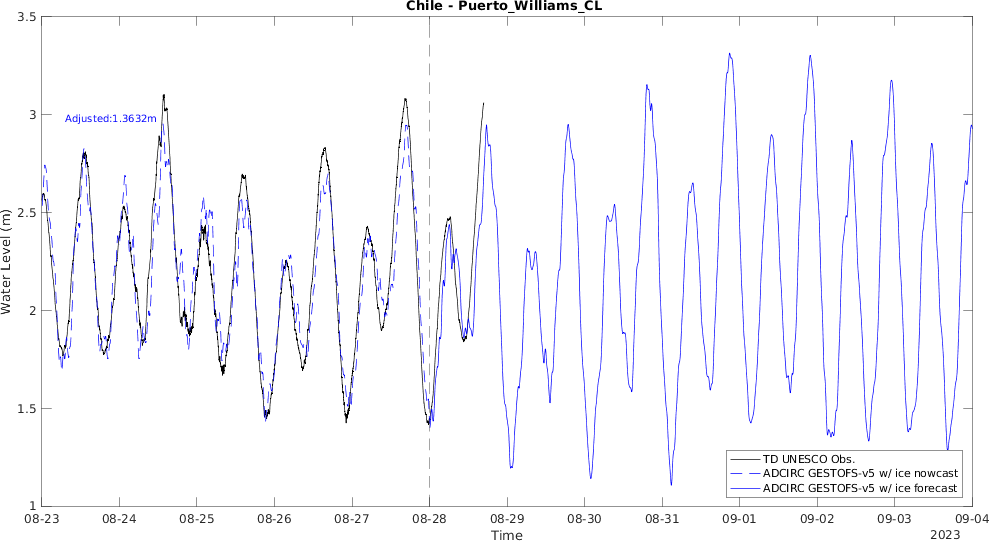 Chile - Puerto_Williams_CL
3.5
3
2.5
2
1.5
1
Water Level (m)
Adjusted:1.3632m
TD UNESCO Obs.
ADCIRC GESTOFS-v5 w/ ice nowcast
ADCIRC GESTOFS-v5 w/ ice forecast
08-23 08-24 08-25 08-26 08-27 08-28 08-29 08-30 08-31 09-01 09-02 09-03 09-04
Time
2023